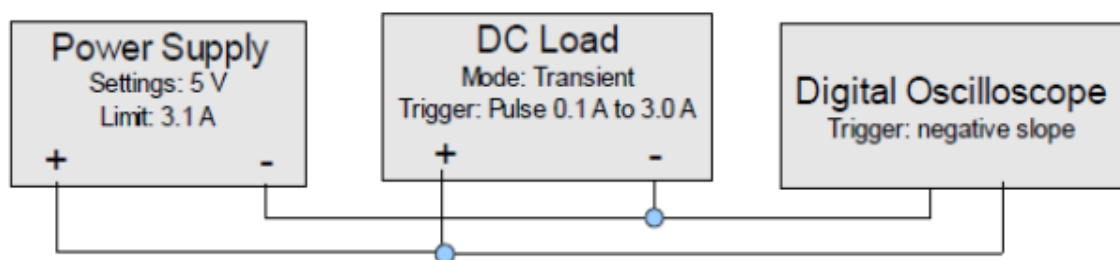 Power Supply
Settings: 5 V
Limit: 3.1 A
+ -
DC Load
Mode: Transient
Trigger: Pulse 0.1 A to 3.0 A
+ -
Digital Oscilloscope
Trigger: negative slope